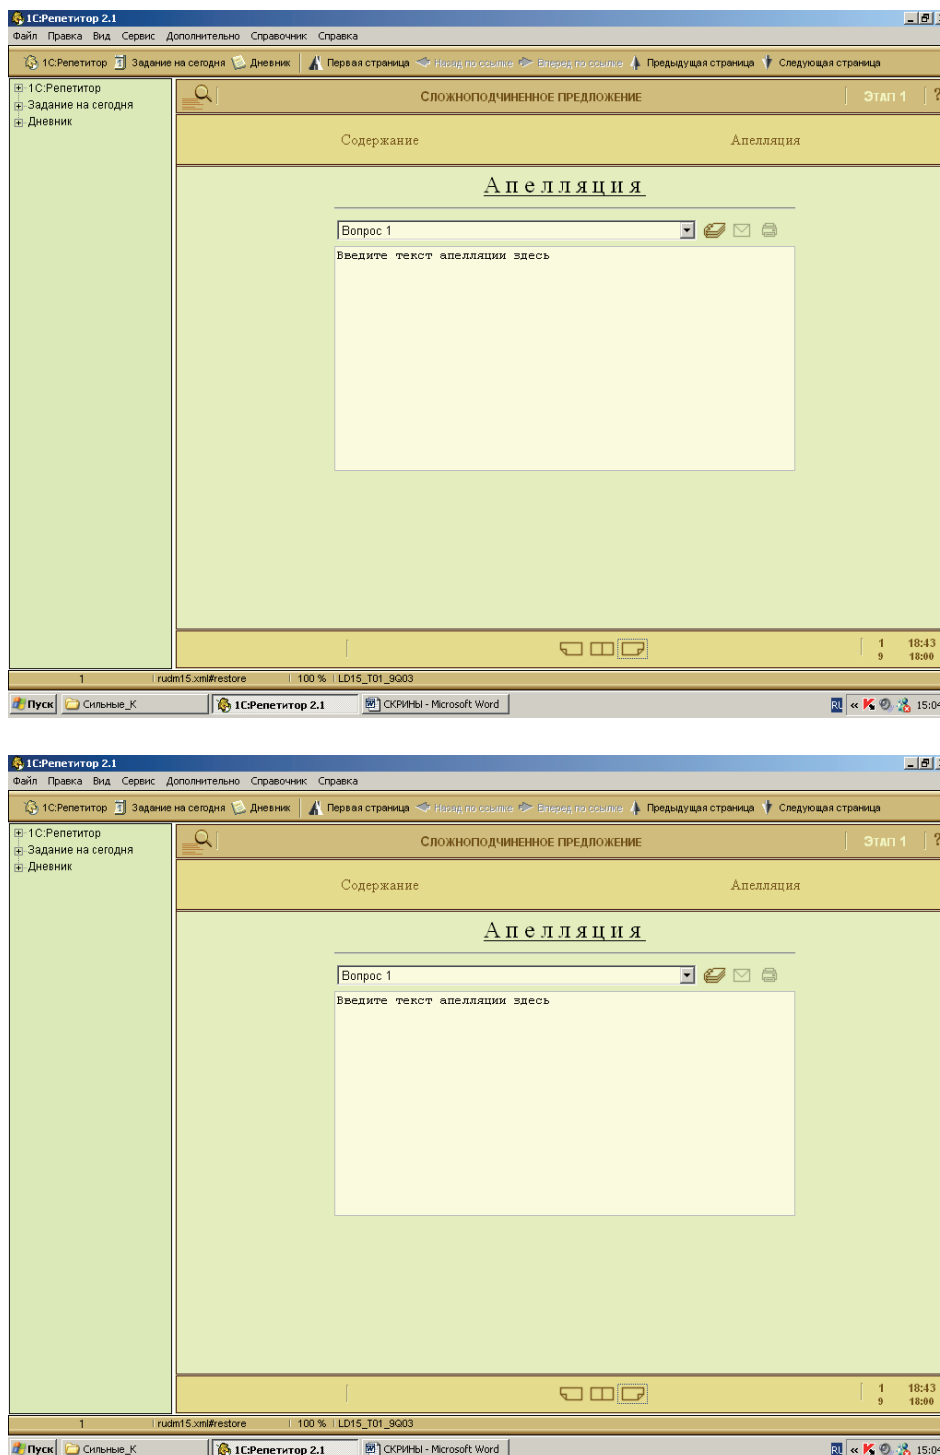 1С:Репетитор 2.1
Файл Правка Вид Сервис Дополнительно Справочник Справка
1С:Репетитор Задание на сегодня Дневник Первая страница Назад по ссылке Вперед по ссылке Предыдущая страница Следующая страница
1С:Репетитор
Задание на сегодня
Дневник
Сложноподчиненное предложение Этап 1 ?
Содержание Апелляция
Апелляция
Вопрос 1
Введите текст апелляции здесь
1 18:43
9 18:00
1 rudm15.xml#restore 100 % LD15_T01_9Q03
Пуск Сильные_К 1С:Репетитор 2.1 СКРИНЫ - Microsoft Word RU « 15:04
1С:Репетитор 2.1
Файл Правка Вид Сервис Дополнительно Справочник Справка
1С:Репетитор Задание на сегодня Дневник Первая страница Назад по ссылке Вперед по ссылке Предыдущая страница Следующая страница
1С:Репетитор
Задание на сегодня
Дневник
Сложноподчиненное предложение Этап 1 ?
Содержание Апелляция
Апелляция
Вопрос 1
Введите текст апелляции здесь
1 18:43
9 18:00
1 rudm15.xml#restore 100 % LD15_T01_9Q03
Пуск Сильные_К 1С:Репетитор 2.1 СКРИНЫ - Microsoft Word RU « 15:04